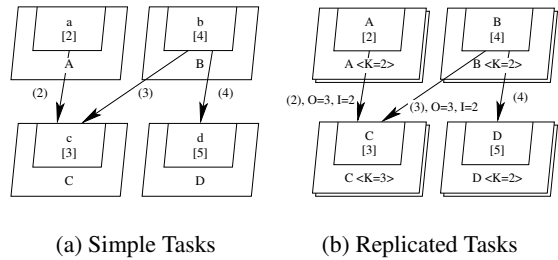 a
[2]
A
b
[4]
B
(2)
(3)
(4)
c
[3]
C
d
[5]
D
(a) Simple Tasks
A
[2]
A <K=2>
B
[4]
B <K=2>
(2), O=3, I=2
(3), O=3, I=2
(4)
C
[3]
C <K=3>
D
[5]
D <K=2>
(b) Replicated Tasks